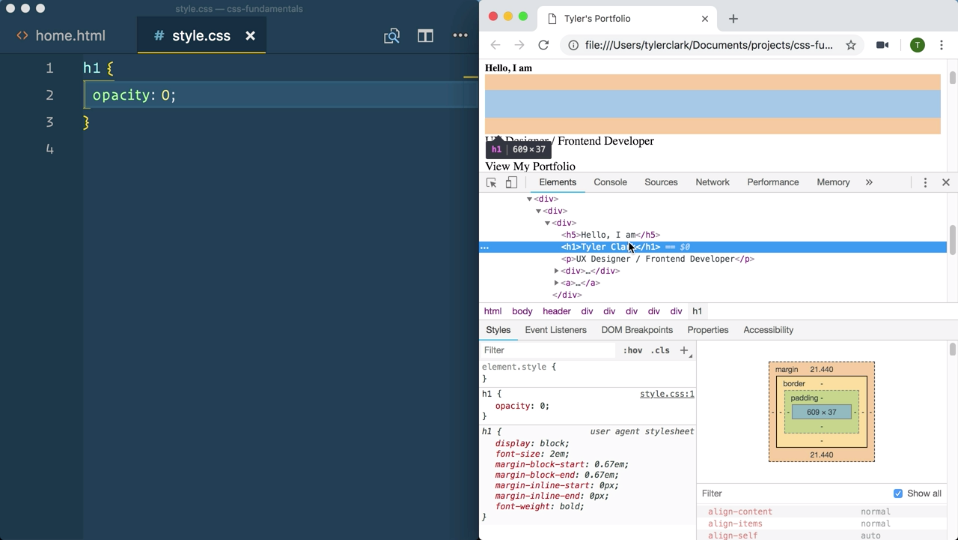 style.css — css-fundamentals
<> home.html
# style.css ×
1 h1 {
2 opacity: 0;
3 }
4
Tyler's Portfolio
file:///Users/tylerclark/Documents/projects/css-fu...
T
Hello, I am
UX Designer / Frontend Developer
h1 | 609 × 37
View My Portfolio
Elements Console Sources Network Performance Memory »
▼<div>
▼<div>
▼<div>
<h5>Hello, I am</h5>
<h1>Tyler Clark</h1> == $0
<p>UX Designer / Frontend Developer</p>
▶<div>…</div>
▶<a>…</a>
</div>
html body header div div div div div h1
Styles Event Listeners DOM Breakpoints Properties Accessibility
Filter :hov .cls +
element.style {
}
h1 { style.css:1
opacity: 0;
}
h1 { user agent stylesheet
display: block;
font-size: 2em;
margin-block-start: 0.67em;
margin-block-end: 0.67em;
margin-inline-start: 0px;
margin-inline-end: 0px;
font-weight: bold;
}
margin 21.440
border -
padding -
- - - 609 × 37 - - -
-
-
21.440
Filter Show all
align-content normal
align-items normal
align-self auto